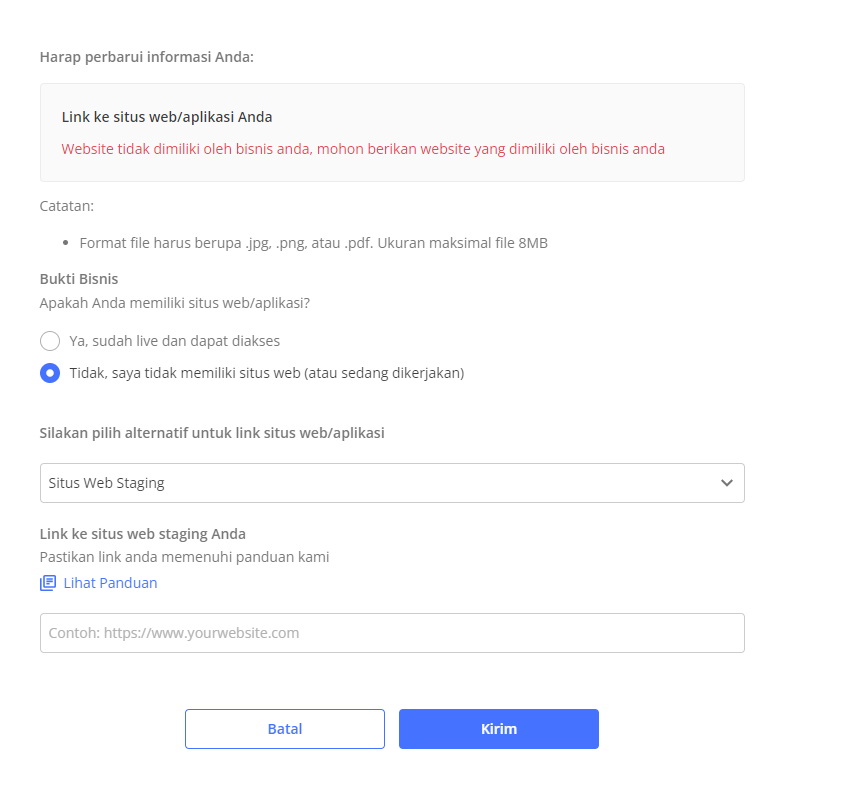 Harap perbarui informasi Anda:
Link ke situs web/aplikasi Anda
Website tidak dimiliki oleh bisnis anda, mohon berikan website yang dimiliki oleh bisnis anda
Catatan:
• Format file harus berupa .jpg, .png, atau .pdf. Ukuran maksimal file 8MB
Bukti Bisnis
Apakah Anda memiliki situs web/aplikasi?
Ya, sudah live dan dapat diakses
Tidak, saya tidak memiliki situs web (atau sedang dikerjakan)
Silakan pilih alternatif untuk link situs web/aplikasi
Situs Web Staging
Link ke situs web staging Anda
Pastikan link anda memenuhi panduan kami
Lihat Panduan
Contoh: https://www.yourwebsite.com
Batal
Kirim